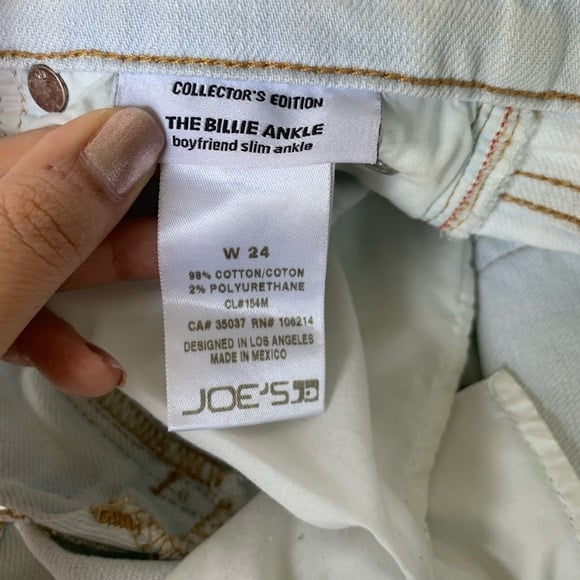 COLLECTOR'S EDITION
THE BILLIE ANKLE
boyfriend slim ankle
W 24
98% COTTON/COTON
2% POLYURETHANE
CL#154M
CA# 35037 RN# 106214
DESIGNED IN LOS ANGELES
MADE IN MEXICO
JOE'S